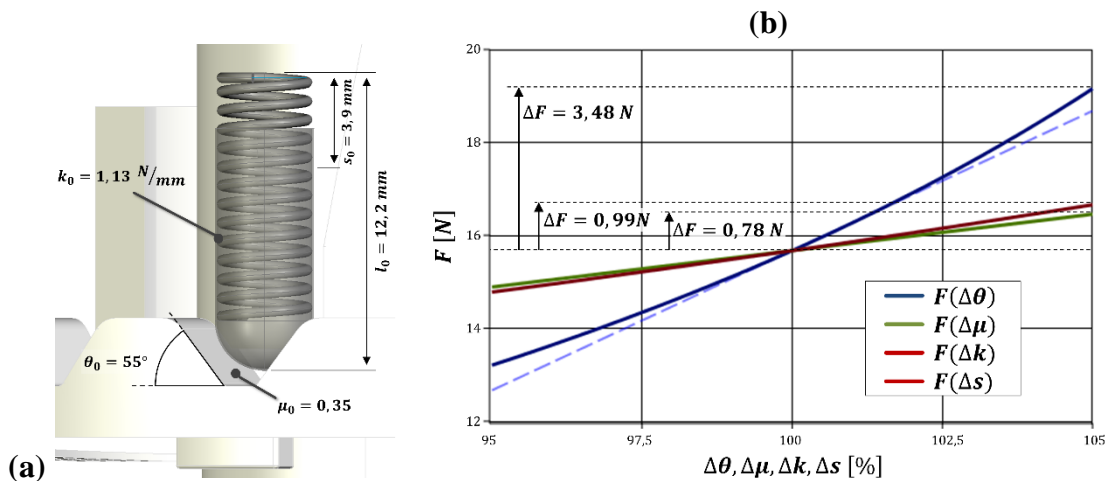 (a)
k₀ = 1,13 N/mm
s₀ = 3,9 mm
l₀ = 12,2 mm
θ₀ = 55°
μ₀ = 0,35
(b)
F [N]
20
18
16
14
12
ΔF = 3,48 N
ΔF = 0,99N
ΔF = 0,78 N
F(Δθ)
F(Δμ)
F(Δk)
F(Δs)
95
97,5
100
102,5
105
Δθ, Δμ, Δk, Δs [%]